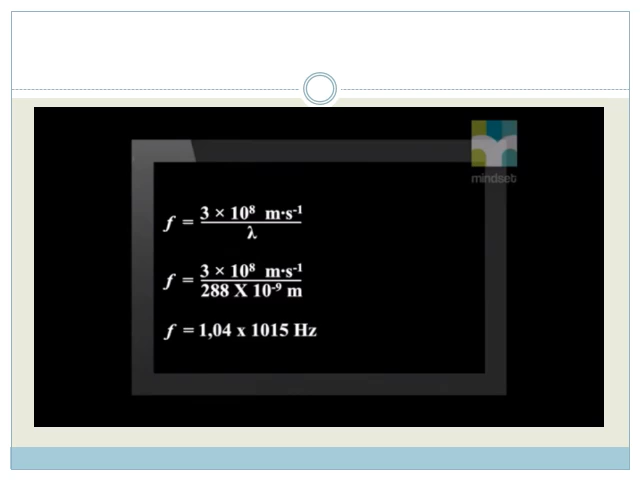 mindset
f = 3 × 10⁸ m·s⁻¹
λ
f = 3 × 10⁸ m·s⁻¹
288 X 10⁻⁹ m
f = 1,04 x 1015 Hz